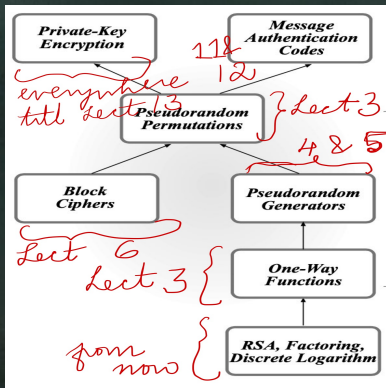 Private-Key
Encryption
Message
Authentication
Codes
11 &
12
everywhere
till Lect 13
Pseudorandom
Permutations
Lect 3
4 & 5
Block
Ciphers
Pseudorandom
Generators
Lect 6
Lect 3
One-Way
Functions
RSA, Factoring,
Discrete Logarithm
from
now